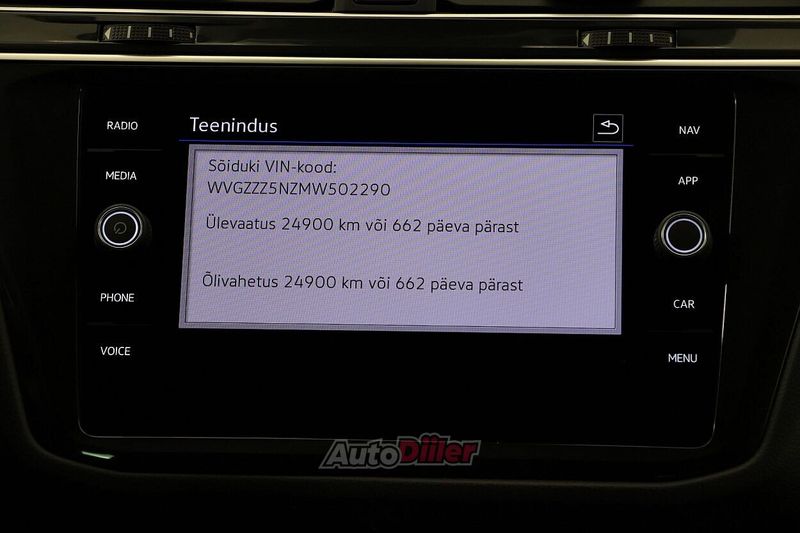 RADIO
Teenindus
NAV
MEDIA
Sõiduki VIN-kood:
APP
WVGZZZ5NZMW502290
Ülevaatus 24900 km või 662 päeva pärast
Õlivahetus 24900 km või 662 päeva pärast
PHONE
CAR
VOICE
MENU
AutoDiiler